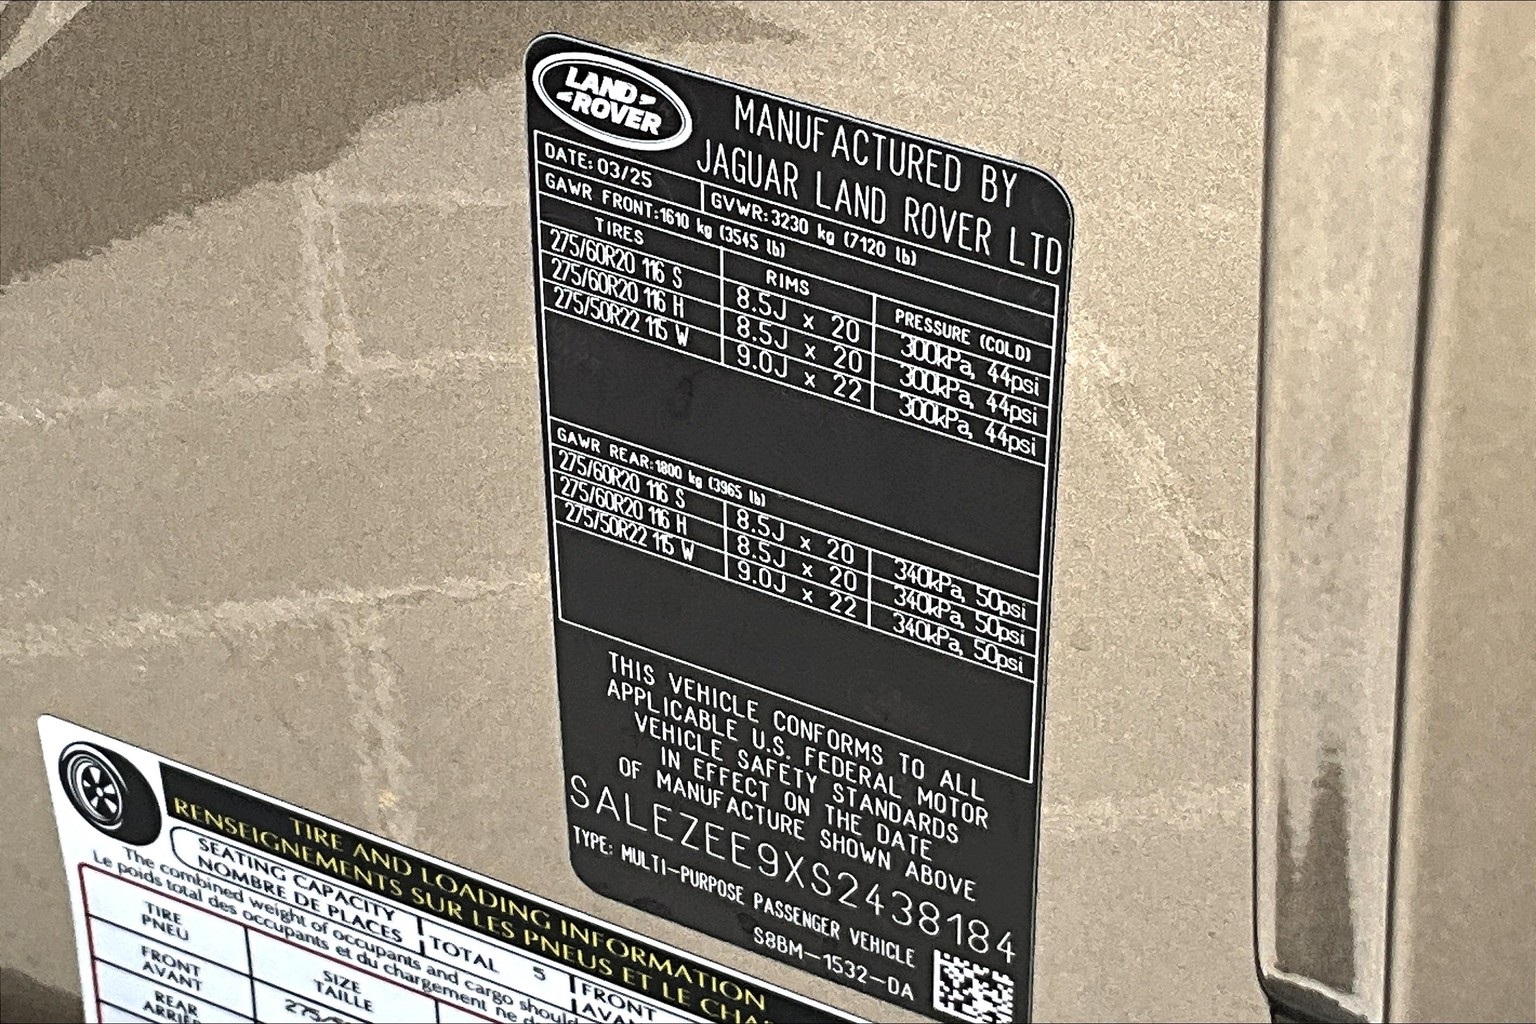 LAND ROVER
MANUFACTURED BY
JAGUAR LAND ROVER LTD
DATE: 03/25 GVWR: 3230 kg (7120 lb)
GAWR FRONT: 1610 kg (3545 lb)
TIRES RIMS PRESSURE (COLD)
275/60R20 116 S 8.5J x 20 300kPa, 44psi
275/60R20 116 H 8.5J x 20 300kPa, 44psi
275/50R22 115 W 9.0J x 22 300kPa, 44psi
GAWR REAR: 1800 kg (3965 lb)
275/60R20 116 S 8.5J x 20 340kPa, 50psi
275/60R20 116 H 8.5J x 20 340kPa, 50psi
275/50R22 115 W 9.0J x 22 340kPa, 50psi
THIS VEHICLE CONFORMS TO ALL
APPLICABLE U.S. FEDERAL MOTOR
VEHICLE SAFETY STANDARDS
IN EFFECT ON THE DATE
OF MANUFACTURE SHOWN ABOVE
SALEZEE9XS2438184
TYPE: MULTI-PURPOSE PASSENGER VEHICLE
S8BM-1532-DA
TIRE AND LOADING INFORMATION
RENSEIGNEMENTS SUR LES PNEUS ET LE
SEATING CAPACITY
NOMBRE DE PLACES
TOTAL 5
FRONT
The combined weight of occupants and cargo should
Le poids total des occupants et du chargement ne
TIRE
PNEU
SIZE
TAILLE
FRONT
AVANT
REAR